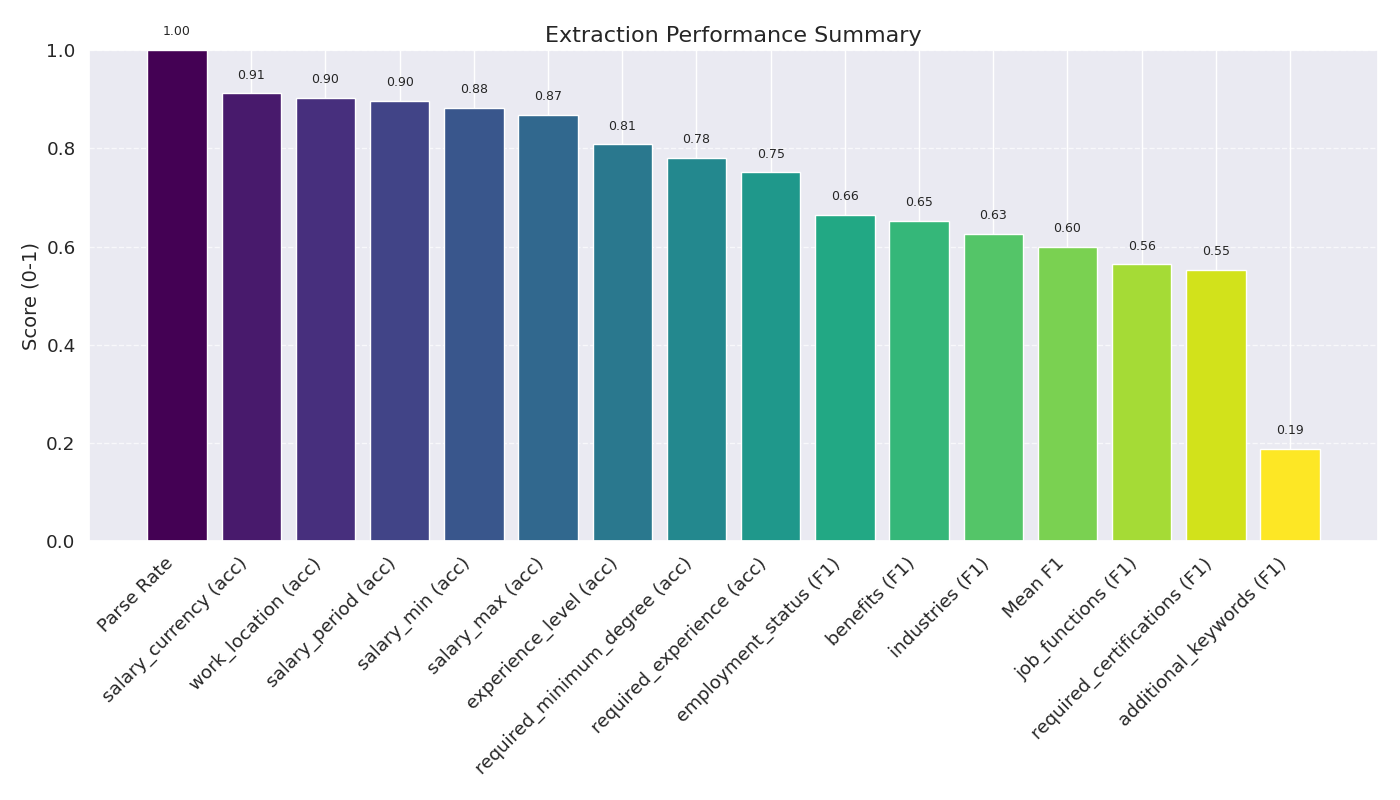 Extraction Performance Summary
Score (0-1)
1.0
0.8
0.6
0.4
0.2
0.0
1.00
0.91
0.90
0.90
0.88
0.87
0.81
0.78
0.75
0.66
0.65
0.63
0.60
0.56
0.55
0.19
Parse Rate
salary_currency (acc)
work_location (acc)
salary_period (acc)
salary_min (acc)
salary_max (acc)
experience_level (acc)
required_minimum_degree (acc)
required_experience (acc)
employment_status (F1)
benefits (F1)
industries (F1)
Mean F1
job_functions (F1)
required_certifications (F1)
additional_keywords (F1)